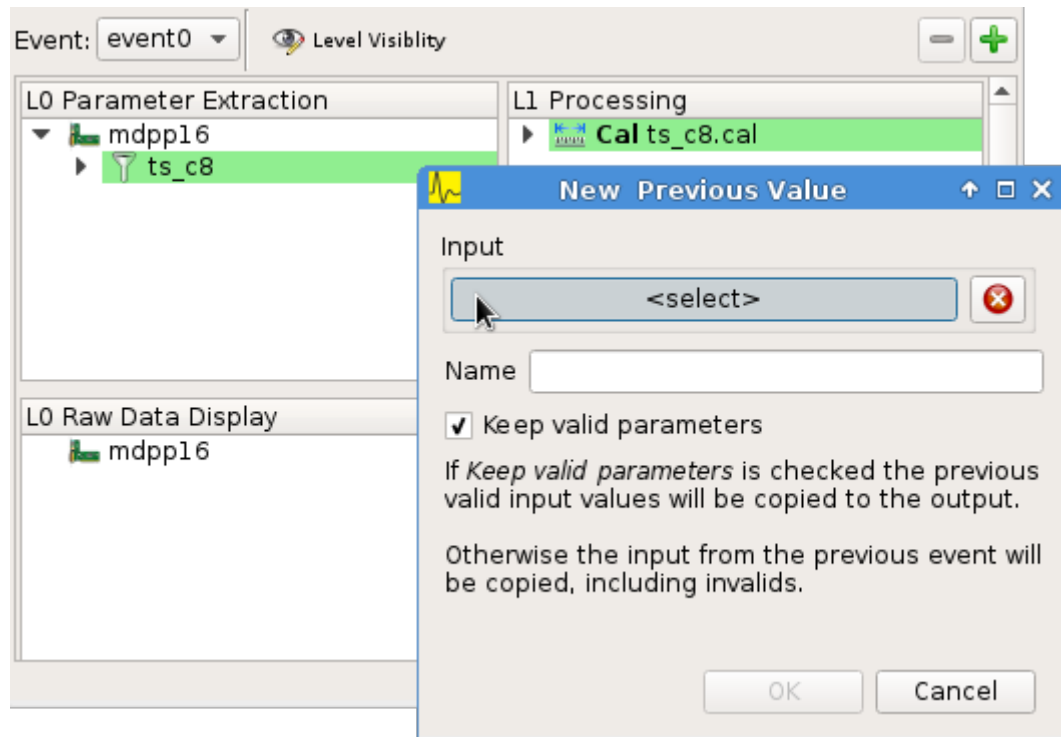 Event: event0 Level Visiblity
L0 Parameter Extraction
mdpp16
ts_c8
L1 Processing
Cal ts_c8.cal
L0 Raw Data Display
mdpp16
New Previous Value
Input
<select>
Name
Keep valid parameters
If Keep valid parameters is checked the previous
valid input values will be copied to the output.
Otherwise the input from the previous event will
be copied, including invalids.
OK Cancel